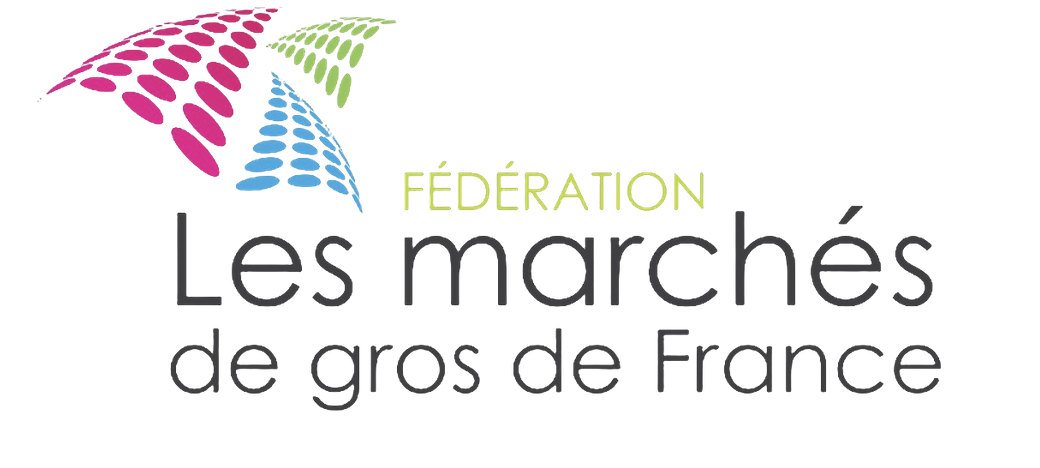 FÉDÉRATION
Les marchés
de gros de France